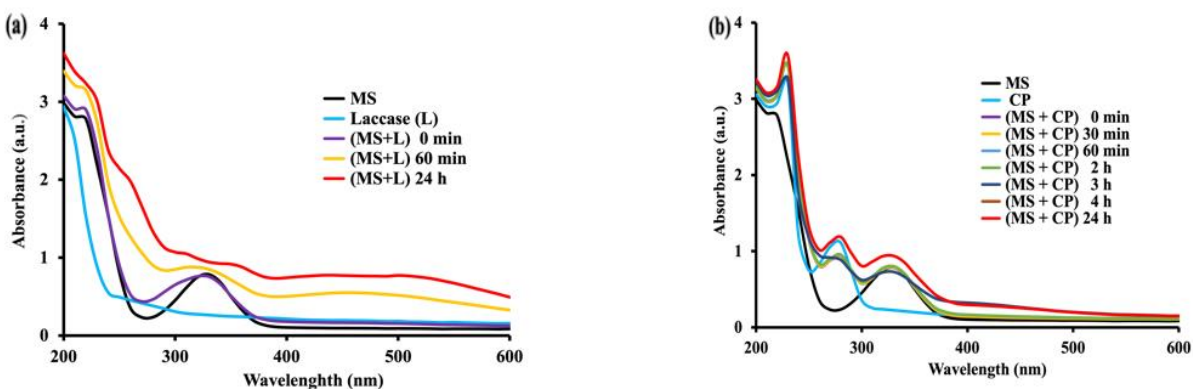 (a)
4
3
2
1
0
200
300
400
500
600
Absorbance (a.u.)
Wavelenghth (nm)
MS
Laccase (L)
(MS+L) 0 min
(MS+L) 60 min
(MS+L) 24 h
(b)
4
3
2
1
0
200
300
400
500
600
Absorbance (a.u.)
Wavelength (nm)
MS
CP
(MS + CP) 0 min
(MS + CP) 30 min
(MS + CP) 60 min
(MS + CP) 2 h
(MS + CP) 3 h
(MS + CP) 4 h
(MS + CP) 24 h